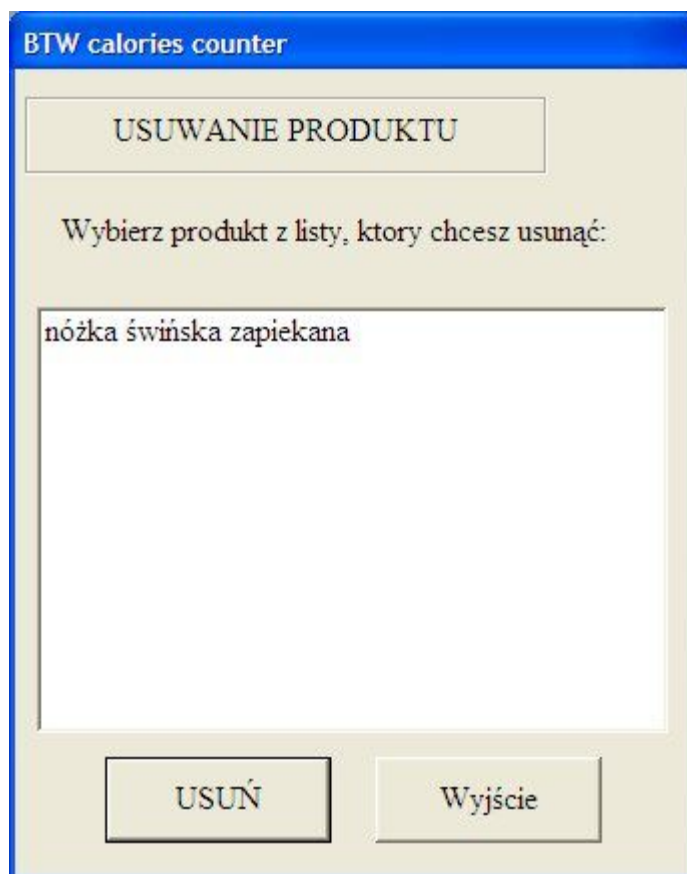 BTW calories counter
USUWANIE PRODUKTU
Wybierz produkt z listy, ktory chcesz usunąć:
nóżka świńska zapiekana
USUŃ
Wyjście